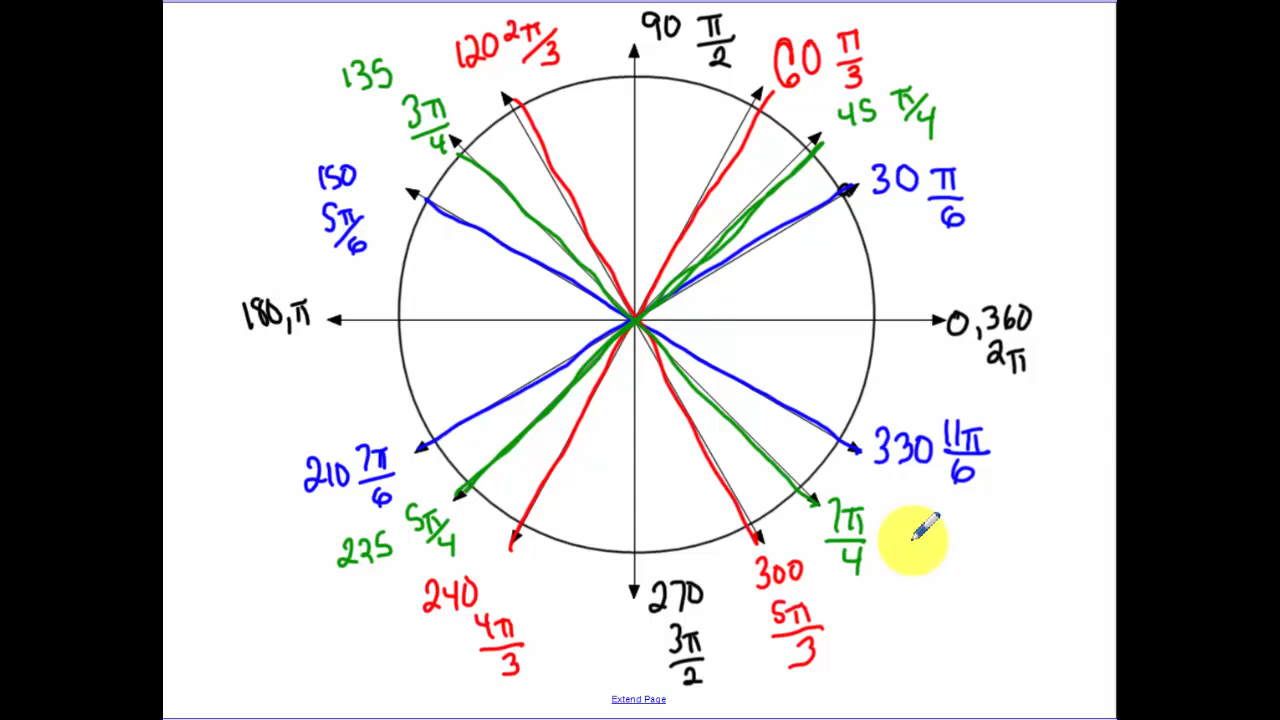 90 π/2
120 2π/3
60 π/3
135
3π/4
45 π/4
150
5π/6
30 π/6
180, π
0, 360
2π
210 7π/6
330 11π/6
225 5π/4
7π/4
240
4π/3
300
5π/3
270
3π/2
Extend Page